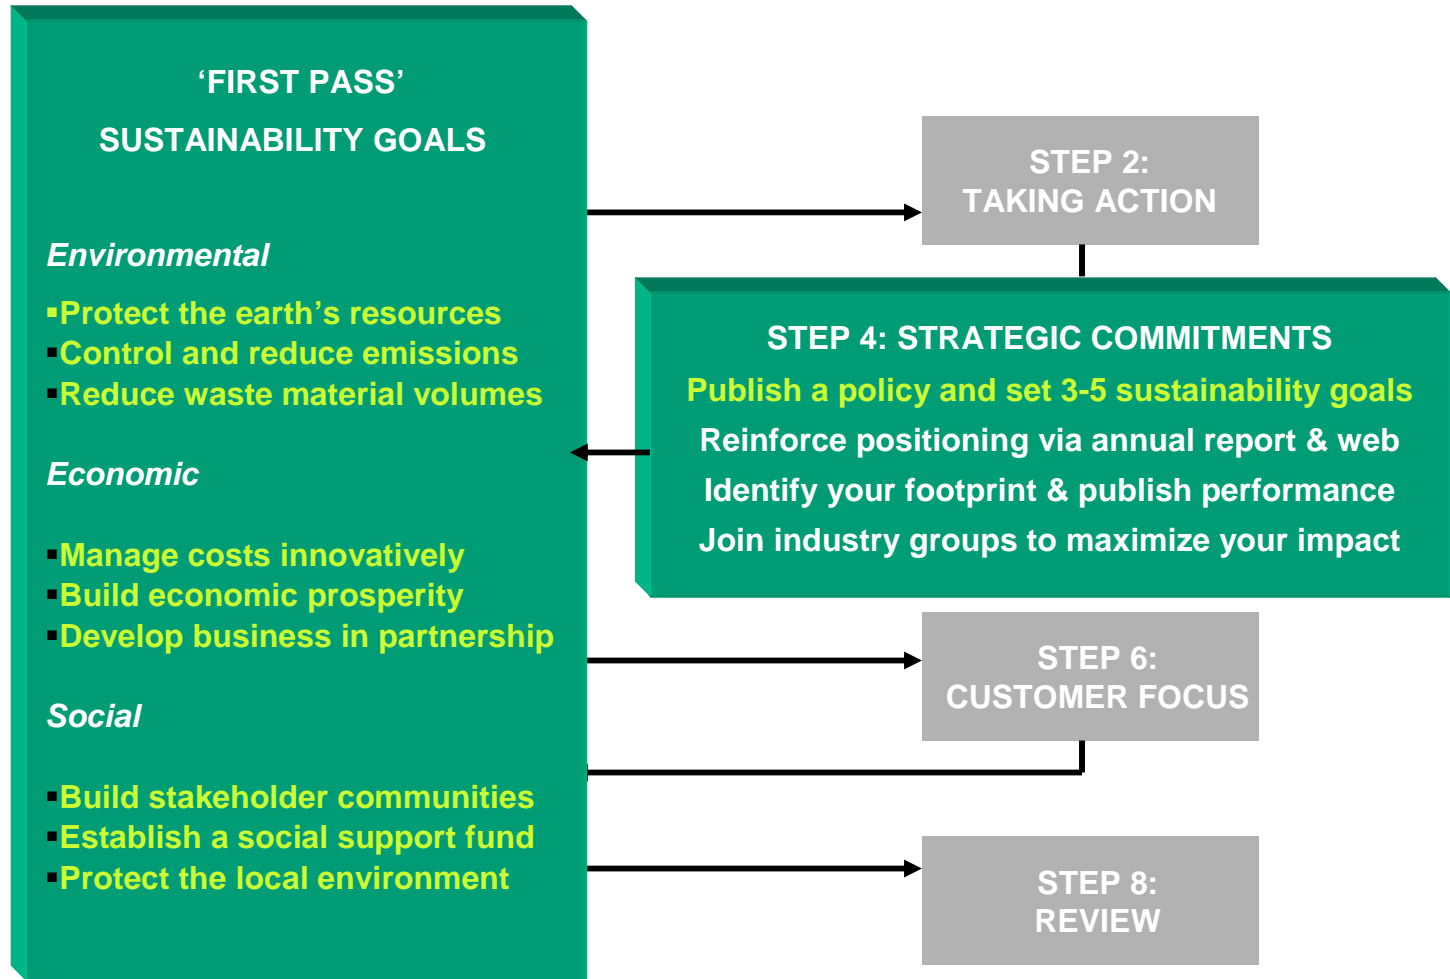 ‘FIRST PASS’
SUSTAINABILITY GOALS
Environmental
▪Protect the earth’s resources
▪Control and reduce emissions
▪Reduce waste material volumes
Economic
▪Manage costs innovatively
▪Build economic prosperity
▪Develop business in partnership
Social
▪Build stakeholder communities
▪Establish a social support fund
▪Protect the local environment
STEP 2:
TAKING ACTION
STEP 4: STRATEGIC COMMITMENTS
Publish a policy and set 3-5 sustainability goals
Reinforce positioning via annual report & web
Identify your footprint & publish performance
Join industry groups to maximize your impact
STEP 6:
CUSTOMER FOCUS
STEP 8:
REVIEW